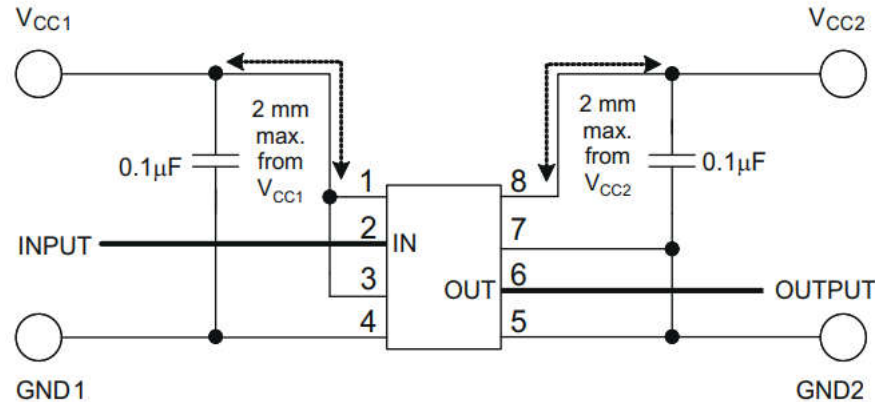 VCC1
VCC2
2 mm
max.
from
VCC1
2 mm
max.
from
VCC2
0.1μF
0.1μF
1
8
INPUT
2
IN
7
3
OUT
6
OUTPUT
4
5
GND1
GND2